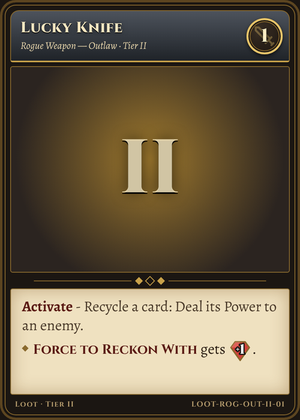 Lucky Knife
Rogue Weapon — Outlaw · Tier II
1
II
Activate - Recycle a card: Deal its Power to
an enemy.
Force to Reckon With gets +1 .
Loot · Tier II
LOOT-ROG-OUT-II-01